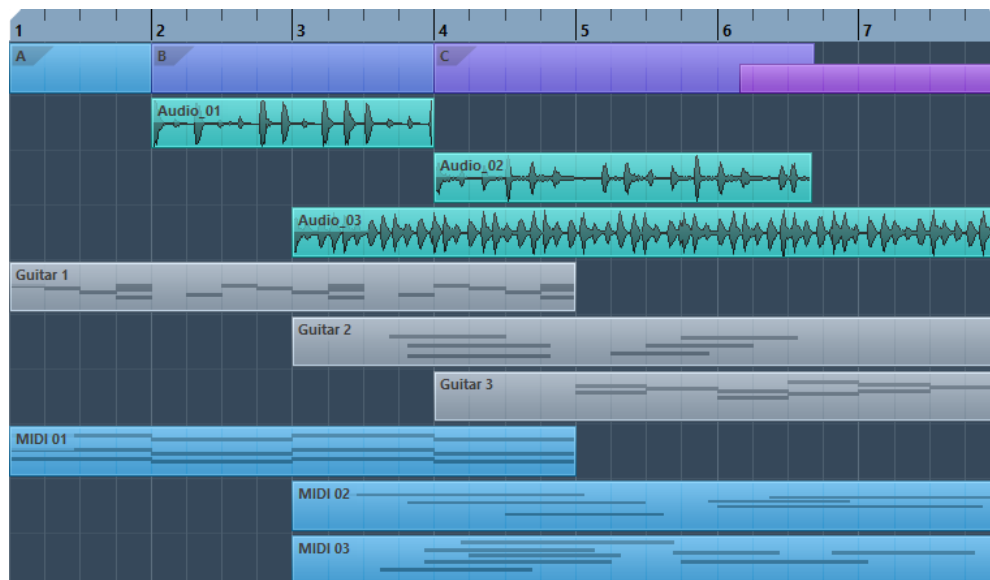 1 2 3 4 5 6 7
A B C
Audio_01
Audio_02
Audio_03
Guitar 1
Guitar 2
Guitar 3
MIDI 01
MIDI 02
MIDI 03